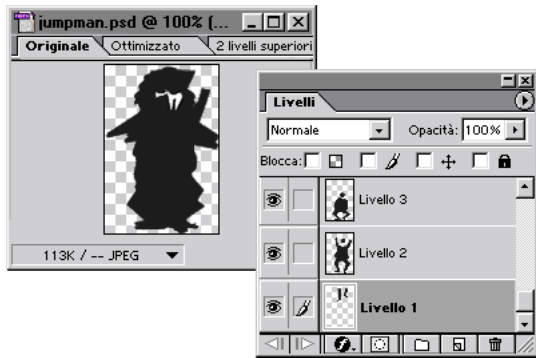 jumpman.psd @ 100% (...
Originale Ottimizzato 2 livelli superiori
113K / -- JPEG
Livelli
Normale Opacità: 100%
Blocca:
Livello 3
Livello 2
Livello 1